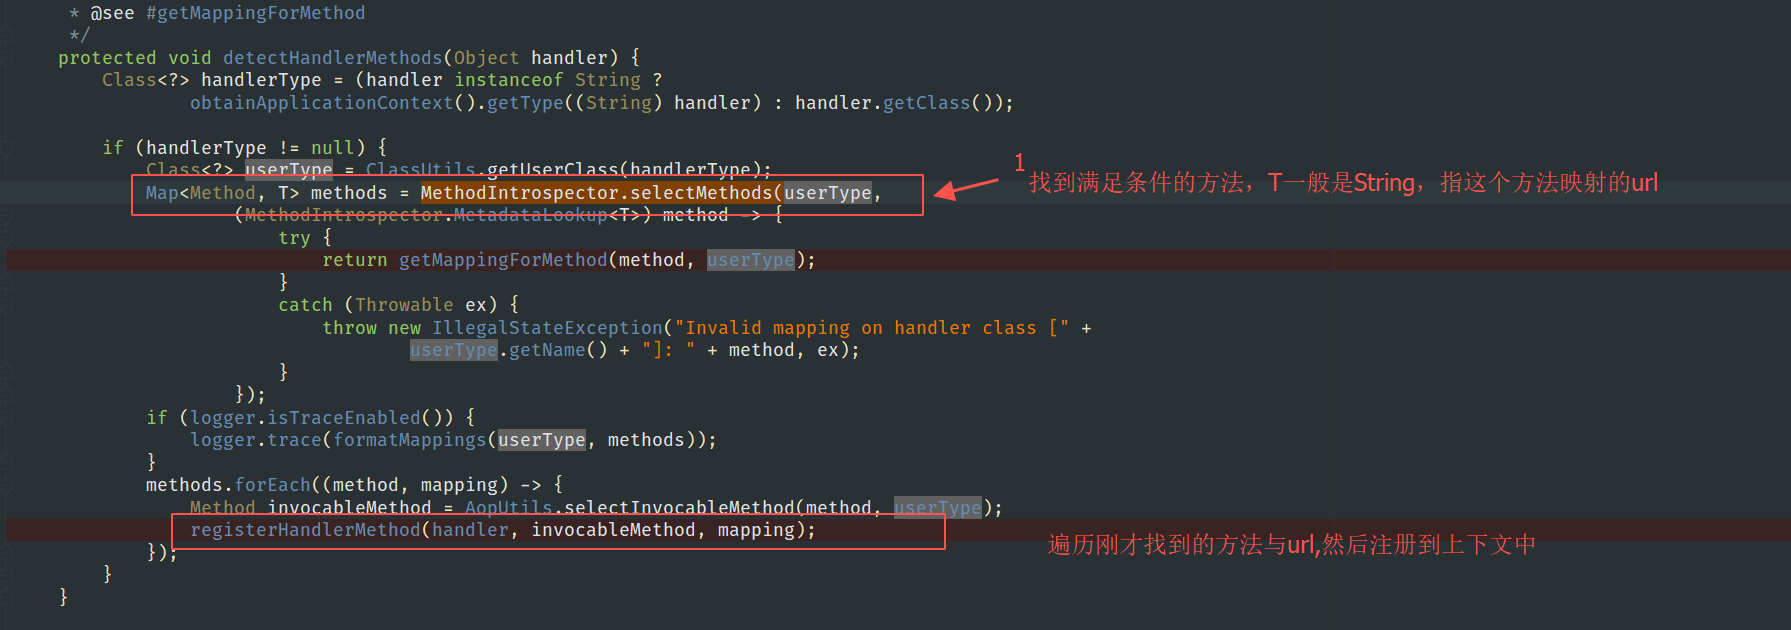 * @see #getMappingForMethod
*/
protected void detectHandlerMethods(Object handler) {
Class<?> handlerType = (handler instanceof String ?
obtainApplicationContext().getType((String) handler) : handler.getClass());
if (handlerType != null) {
Class<?> userType = ClassUtils.getUserClass(handlerType);
1
Map<Method, T> methods = MethodIntrospector.selectMethods(userType,
找到满足条件的方法，T一般是String，指这个方法映射的url
(MethodIntrospector.MetadataLookup<T>) method -> {
try {
return getMappingForMethod(method, userType);
}
catch (Throwable ex) {
throw new IllegalStateException("Invalid mapping on handler class [" +
userType.getName() + "]: " + method, ex);
}
});
if (logger.isTraceEnabled()) {
logger.trace(formatMappings(userType, methods));
}
methods.forEach((method, mapping) -> {
Method invocableMethod = AopUtils.selectInvocableMethod(method, userType);
registerHandlerMethod(handler, invocableMethod, mapping);
遍历刚才找到的方法与url,然后注册到上下文中
});
}
}